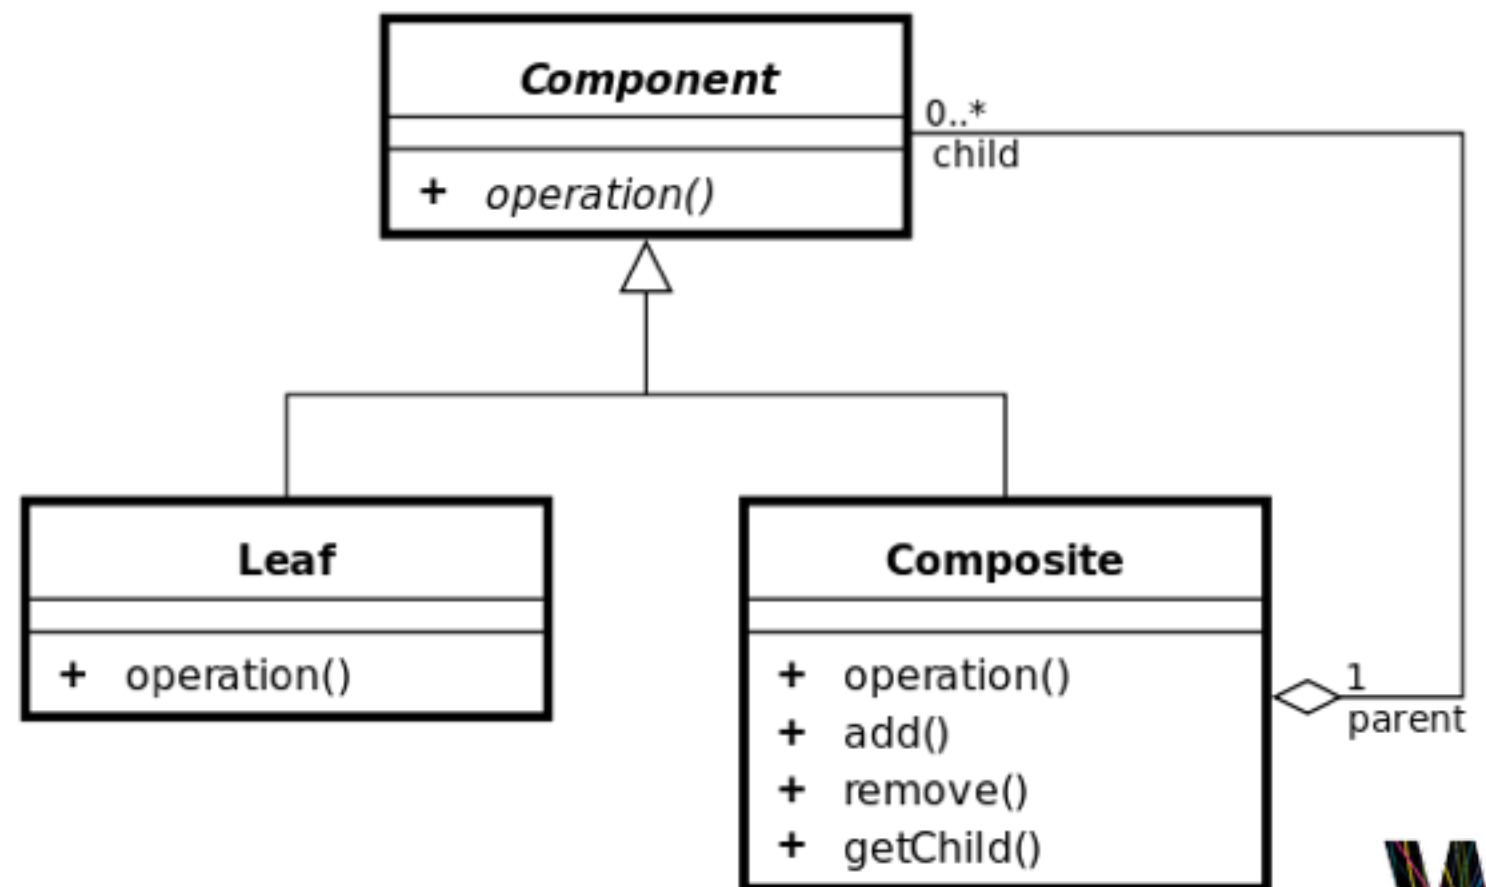 Component
0..*
child
+ operation()
Leaf
+ operation()
Composite
+ operation()
+ add()
+ remove()
+ getChild()
1
parent